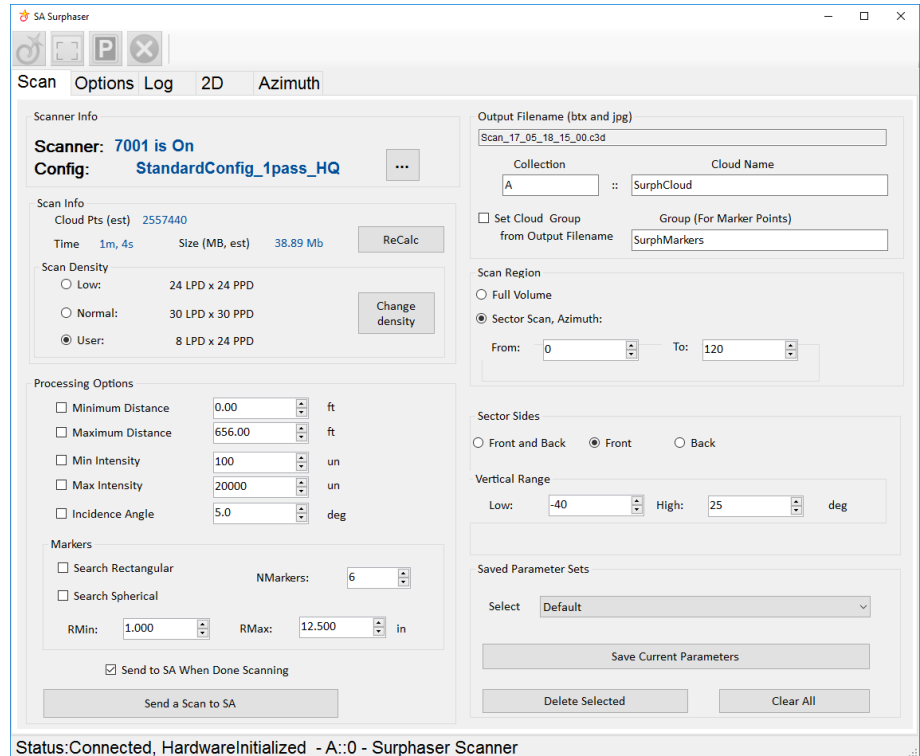 SA Surphaser
P
Scan Options Log 2D Azimuth
Scanner Info
Scanner: 7001 is On
Config: StandardConfig_1pass_HQ
...
Scan Info
Cloud Pts (est) 2557440
Time 1m, 4s Size (MB, est) 38.89 Mb
ReCalc
Scan Density
Low: 24 LPD x 24 PPD
Normal: 30 LPD x 30 PPD
User: 8 LPD x 24 PPD
Change
density
Processing Options
Minimum Distance 0.00 ft
Maximum Distance 656.00 ft
Min Intensity 100 un
Max Intensity 20000 un
Incidence Angle 5.0 deg
Markers
Search Rectangular
Search Spherical
NMarkers: 6
RMin: 1.000 RMax: 12.500 in
Send to SA When Done Scanning
Send a Scan to SA
Output Filename (btx and jpg)
Scan_17_05_18_15_00.c3d
Collection Cloud Name
A :: SurphCloud
Set Cloud Group
from Output Filename
Group (For Marker Points)
SurphMarkers
Scan Region
Full Volume
Sector Scan, Azimuth:
From: 0 To: 120
Sector Sides
Front and Back Front Back
Vertical Range
Low: -40 High: 25 deg
Saved Parameter Sets
Select Default
Save Current Parameters
Delete Selected Clear All
Status:Connected, HardwareInitialized - A::0 - Surphaser Scanner